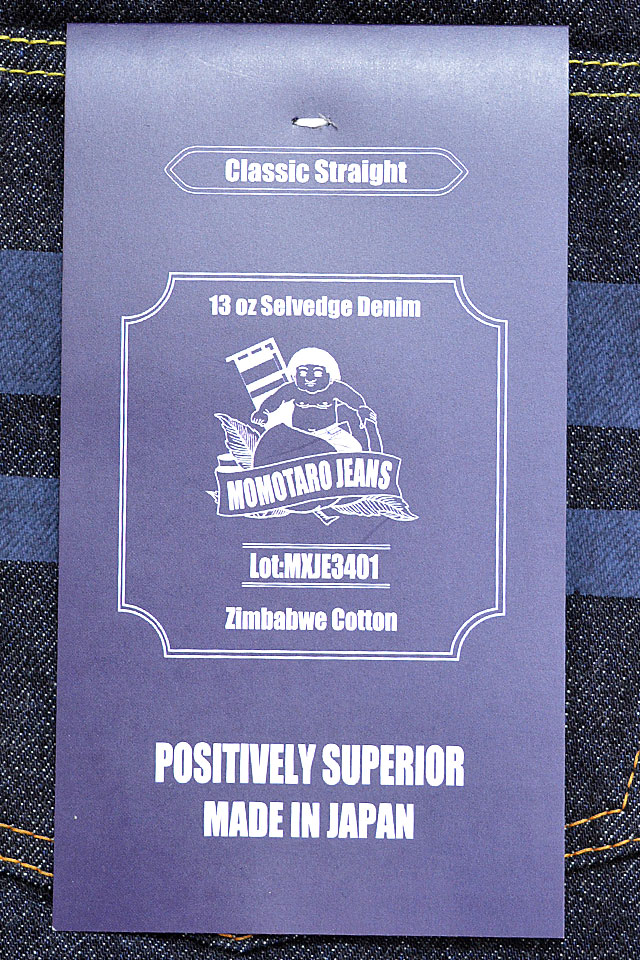 Classic Straight
13 oz Selvedge Denim
MOMOTARO JEANS
Lot:MXJE3401
Zimbabwe Cotton
POSITIVELY SUPERIOR
MADE IN JAPAN